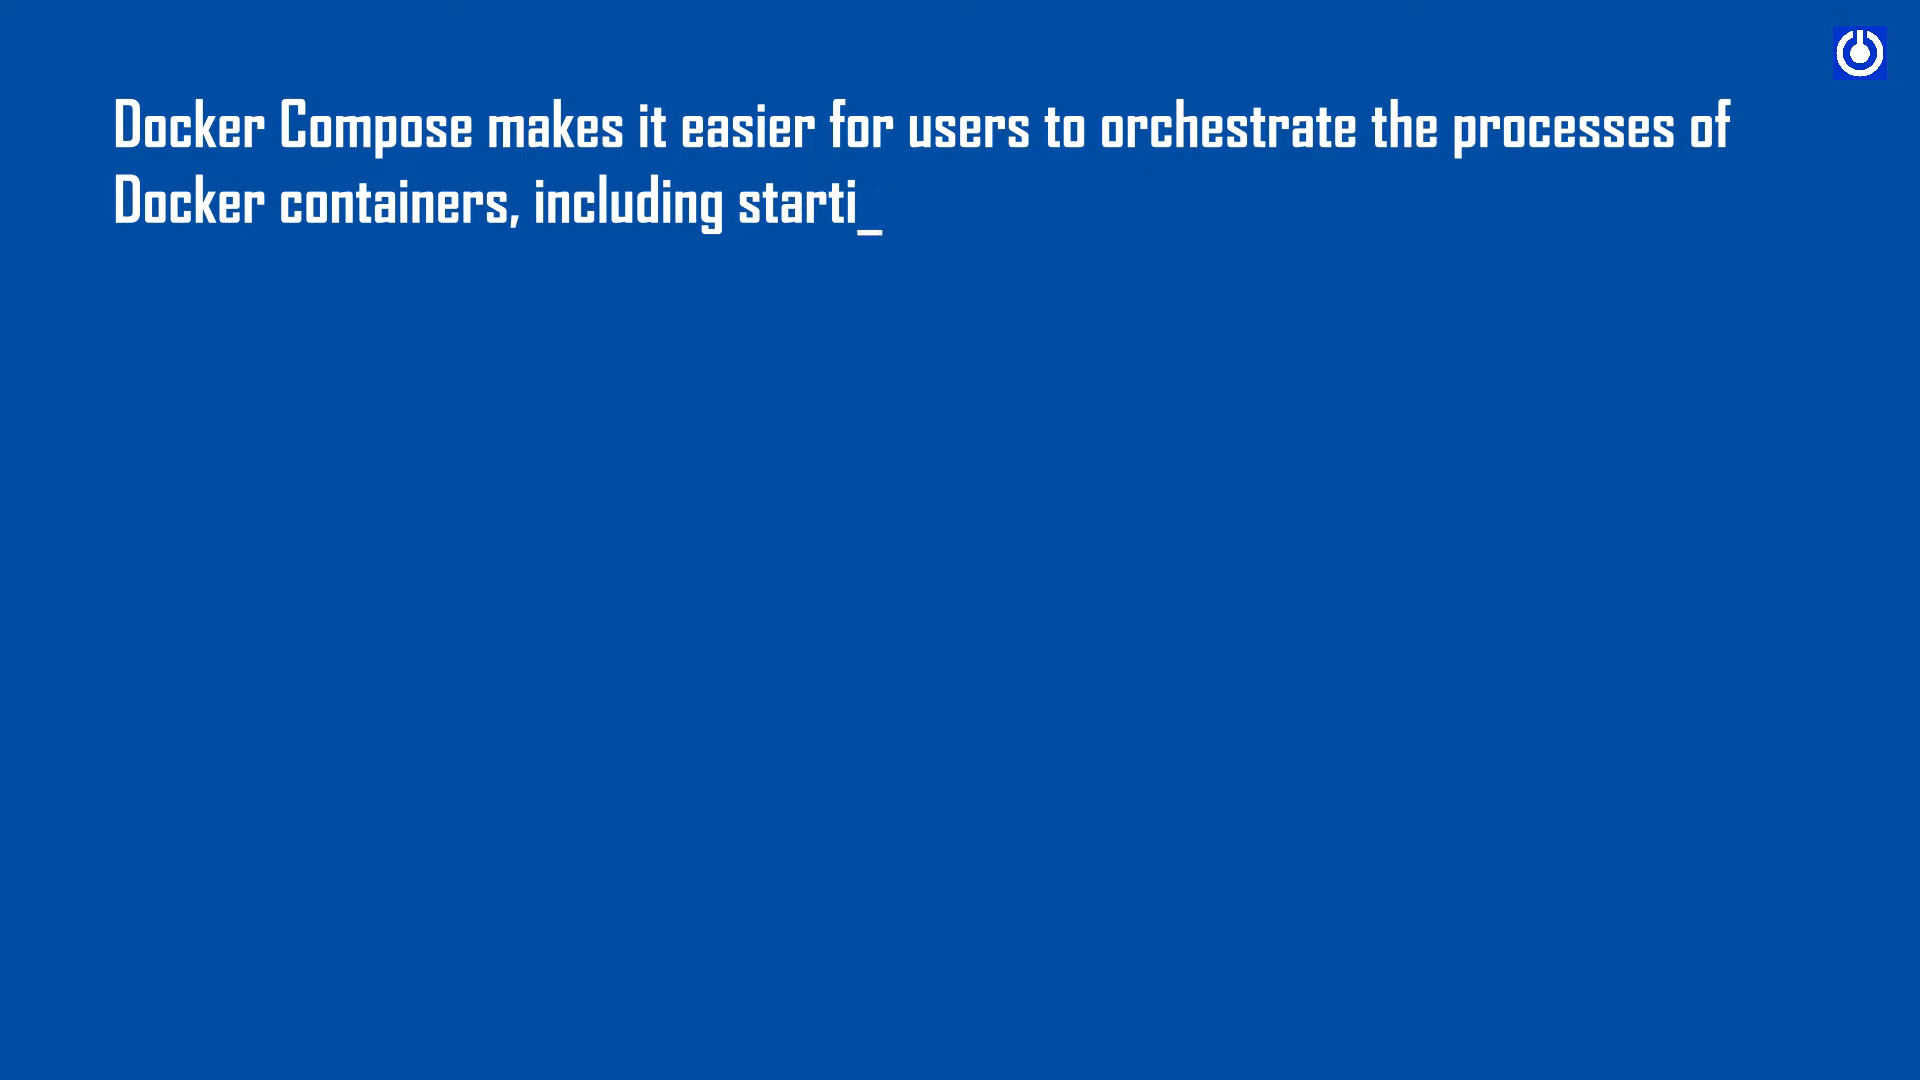 Docker Compose makes it easier for users to orchestrate the processes of
Docker containers, including starti_